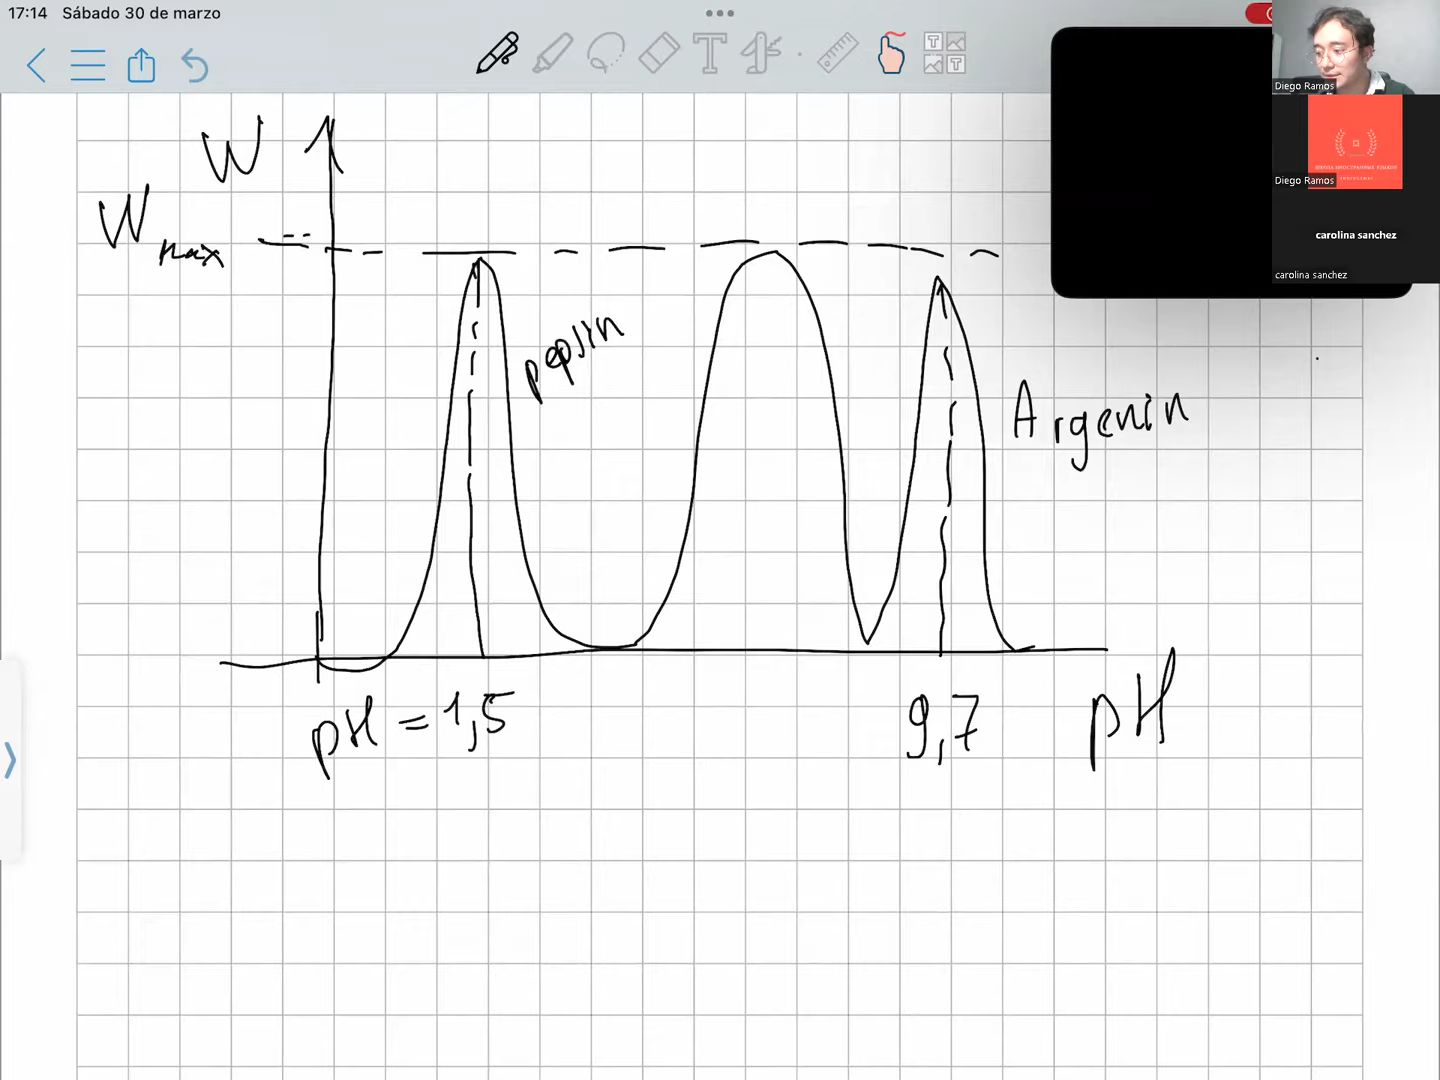 17:14 Sábado 30 de marzo
Diego Ramos
Diego Ramos
carolina sanchez
carolina sanchez
W
Wmax
pepsin
Argenin
pH = 1,5
9,7
pH